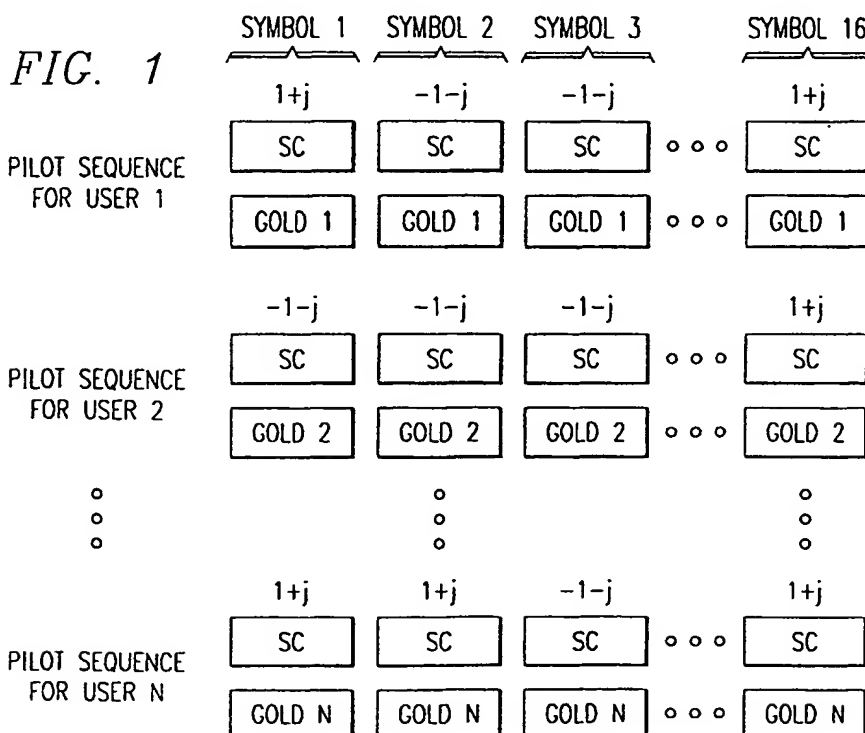 FIG. 1
SYMBOL 1 SYMBOL 2 SYMBOL 3 SYMBOL 16
1+j -1-j -1-j 1+j
PILOT SEQUENCE
FOR USER 1
SC SC SC SC
GOLD 1 GOLD 1 GOLD 1 GOLD 1
-1-j -1-j -1-j 1+j
PILOT SEQUENCE
FOR USER 2
SC SC SC SC
GOLD 2 GOLD 2 GOLD 2 GOLD 2
1+j 1+j -1-j 1+j
PILOT SEQUENCE
FOR USER N
SC SC SC SC
GOLD N GOLD N GOLD N GOLD N